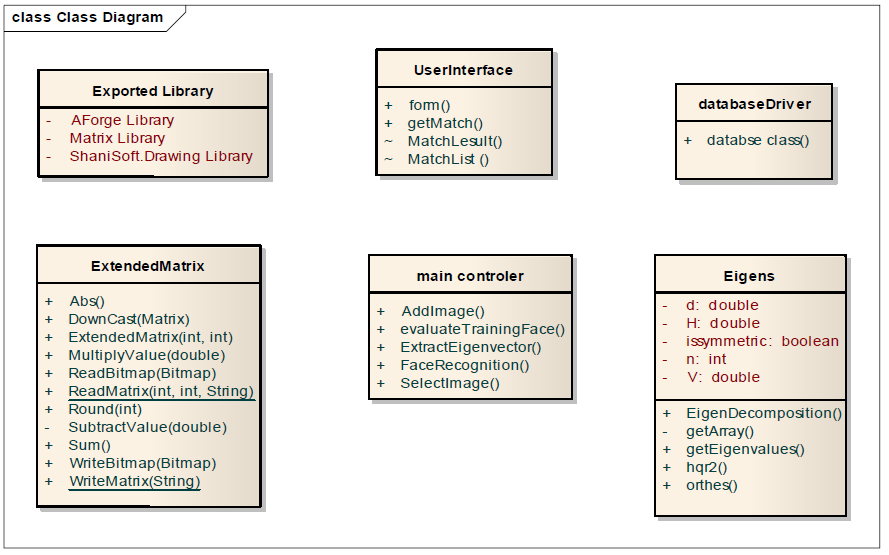 class Class Diagram
Exported Library
- AForge Library
- Matrix Library
- ShaniSoft.Drawing Library
UserInterface
+ form()
+ getMatch()
~ MatchLesult()
~ MatchList ()
databaseDriver
+ databse class()
ExtendedMatrix
+ Abs()
+ DownCast(Matrix)
+ ExtendedMatrix(int, int)
+ MultiplyValue(double)
+ ReadBitmap(Bitmap)
+ ReadMatrix(int, int, String)
+ Round(int)
- SubtractValue(double)
+ Sum()
+ WriteBitmap(Bitmap)
+ WriteMatrix(String)
main controler
+ AddImage()
+ evaluateTrainingFace()
+ ExtractEigenvector()
+ FaceRecognition()
+ SelectImage()
Eigens
- d: double
- H: double
- issymmetric: boolean
- n: int
- V: double
+ EigenDecomposition()
- getArray()
+ getEigenvalues()
+ hqr2()
+ orthes()